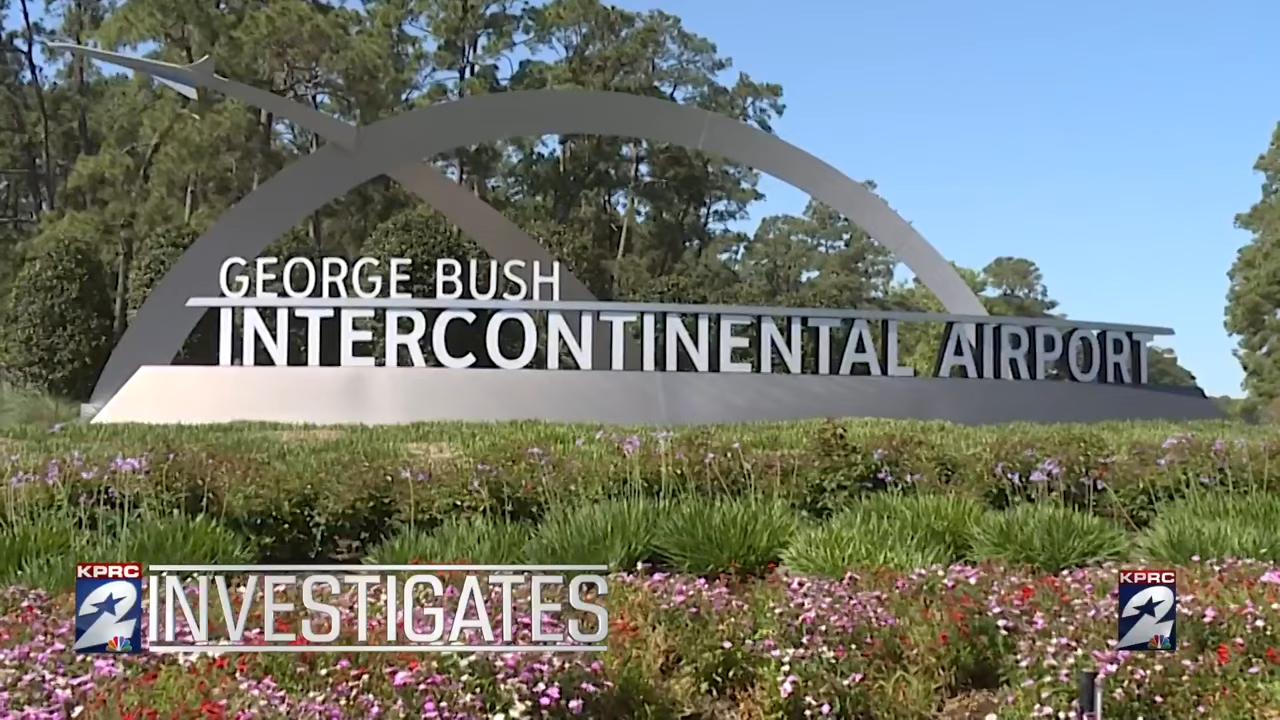 GEORGE BUSH
INTERCONTINENTAL AIRPORT
KPRC
2
INVESTIGATES
KPRC
2